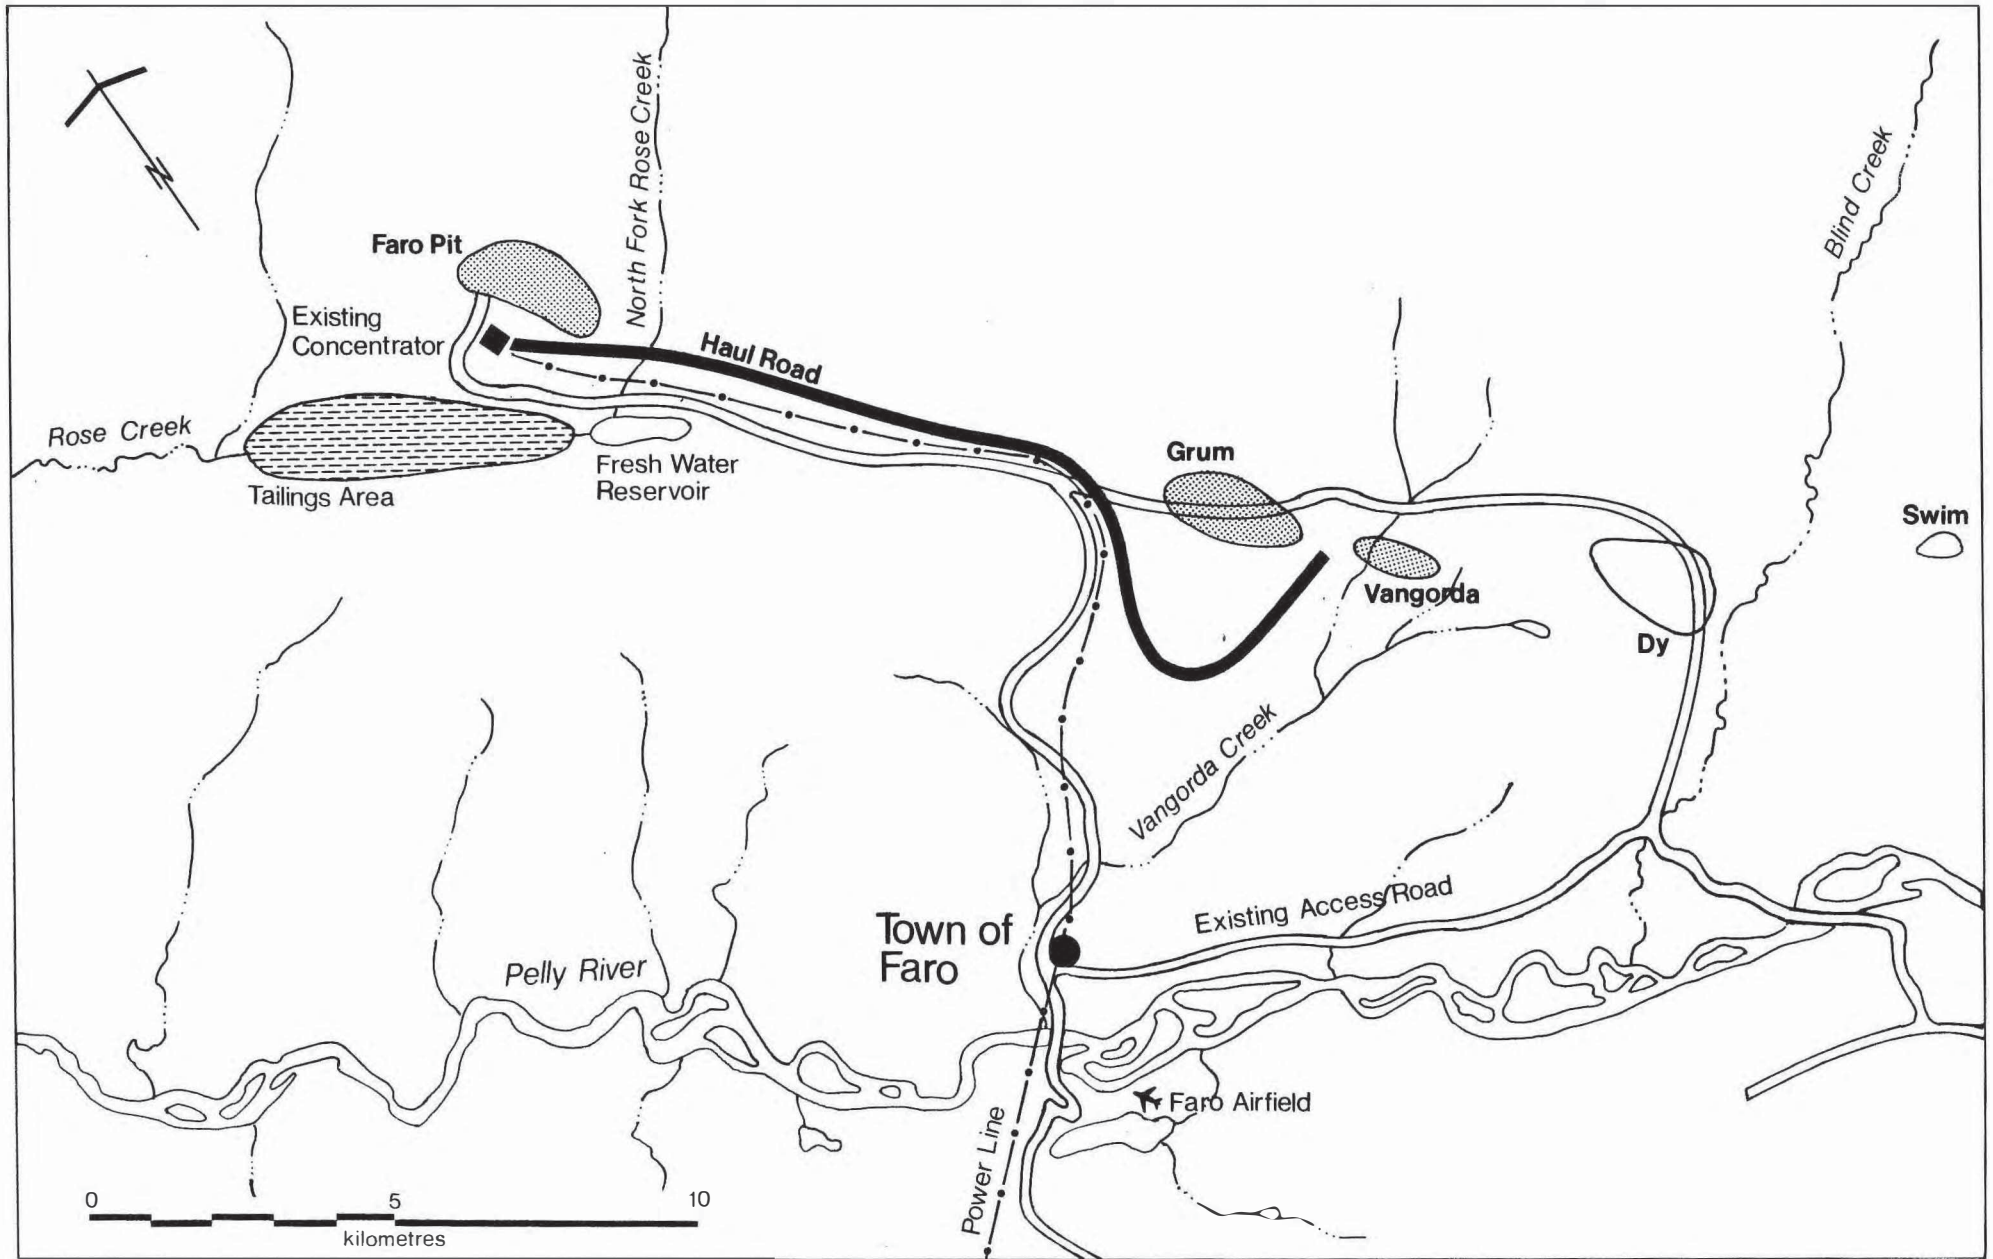 North Fork Rose Creek
Blind Creek
Faro Pit
Existing
Concentrator
Haul Road
Rose Creek
Grum
Fresh Water
Reservoir
Tailings Area
Swim
Vangorda
Dy
Vangorda Creek
Existing Access Road
Town of
Faro
Pelly River
Faro Airfield
Power Line
0 5 10
kilometres
N